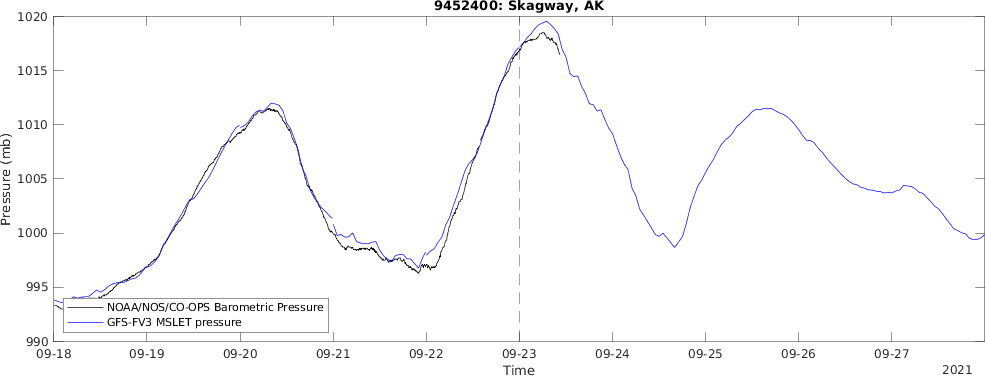 9452400: Skagway, AK
1020
1015
1010
1005
1000
995
990
Pressure (mb)
NOAA/NOS/CO-OPS Barometric Pressure
GFS-FV3 MSLET pressure
09-18 09-19 09-20 09-21 09-22 09-23 09-24 09-25 09-26 09-27
Time
2021